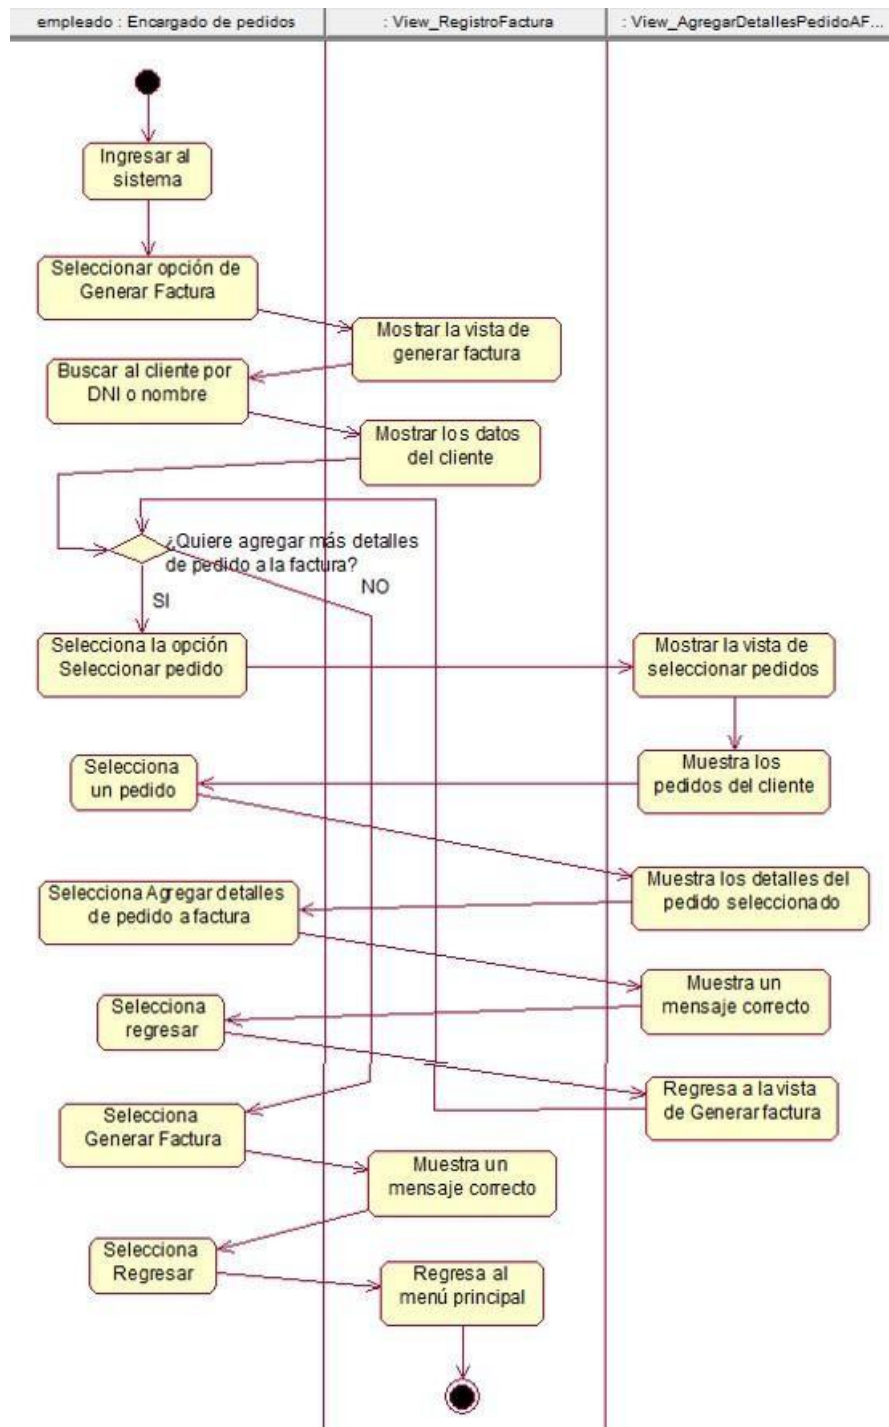 empleado : Encargado de pedidos
: View_RegistroFactura
: View_AgregarDetallesPedidoAF...
Ingresar al
sistema
Seleccionar opción de
Generar Factura
Mostrar la vista de
generar factura
Buscar al cliente por
DNI o nombre
Mostrar los datos
del cliente
¿Quiere agregar más detalles
de pedido a la factura?
NO
SI
Selecciona la opción
Seleccionar pedido
Mostrar la vista de
seleccionar pedidos
Muestra los
pedidos del cliente
Selecciona
un pedido
Muestra los detalles del
pedido seleccionado
Selecciona Agregar detalles
de pedido a factura
Muestra un
mensaje correcto
Selecciona
regresar
Regresa a la vista
de Generar factura
Selecciona
Generar Factura
Muestra un
mensaje correcto
Selecciona
Regresar
Regresa al
menú principal